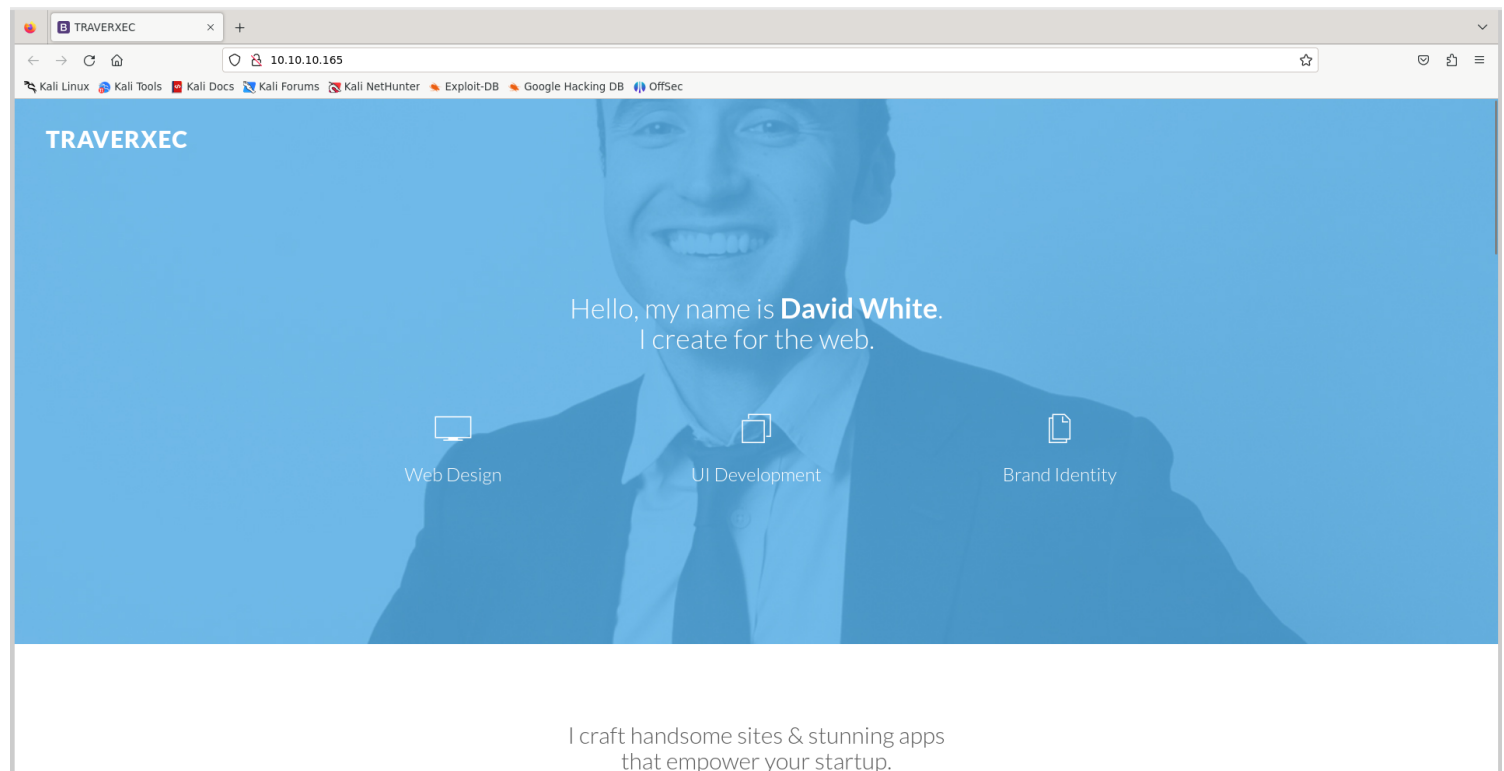 TRAVERXEC
10.10.10.165
Kali Linux Kali Tools Kali Docs Kali Forums Kali NetHunter Exploit-DB Google Hacking DB OffSec
TRAVERXEC
Hello, my name is David White.
I create for the web.
Web Design UI Development Brand Identity
I craft handsome sites & stunning apps
that empower your startup.